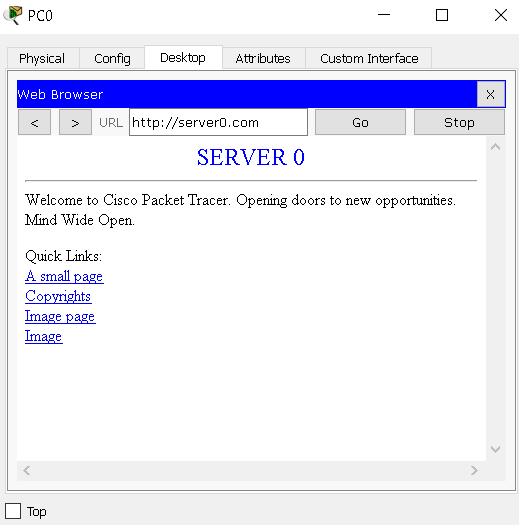 PC0
Physical Config Desktop Attributes Custom Interface
Web Browser X
< > URL http://server0.com Go Stop
SERVER 0
Welcome to Cisco Packet Tracer. Opening doors to new opportunities.
Mind Wide Open.
Quick Links:
A small page
Copyrights
Image page
Image
Top